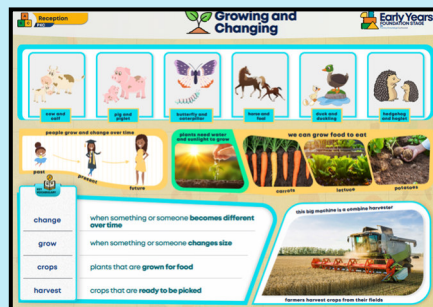 Reception
Growing and
Changing
Early Years
FOUNDATION STAGE
cow and
calf
pig and
piglet
butterfly and
caterpillar
horse and
foal
duck and
duckling
hedgehog
and hoglet
people grow and change over time
past
present
future
plants need water
and sunlight to grow
we can grow food to eat
carrots
lettuce
potatoes
change
when something or someone becomes different
over time
grow
when something or someone changes size
crops
plants that are grown for food
harvest
crops that are ready to be picked
this big machine is a combine harvester
farmers harvest crops from their fields